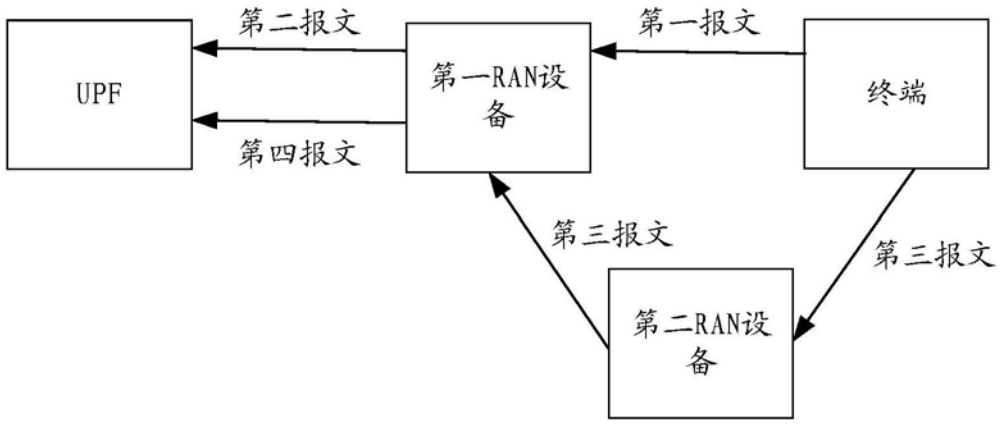 第二报文
第一报文
UPF
第一RAN设
备
终端
第四报文
第三报文
第三报文
第二RAN设
备